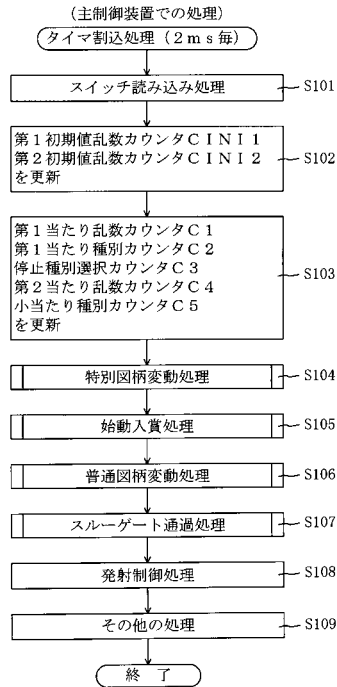 (主制御装置での処理)
タイマ割込処理(2ms毎)
スイッチ読み込み処理
S101
第1初期値乱数カウンタCINI1
第2初期値乱数カウンタCINI2
を更新
S102
第1当たり乱数カウンタC1
第1当たり種別カウンタC2
停止種別選択カウンタC3
第2当たり乱数カウンタC4
小当たり種別カウンタC5
を更新
S103
特別図柄変動処理
S104
始動入賞処理
S105
普通図柄変動処理
S106
スルーゲート通過処理
S107
発射制御処理
S108
その他の処理
S109
終 了